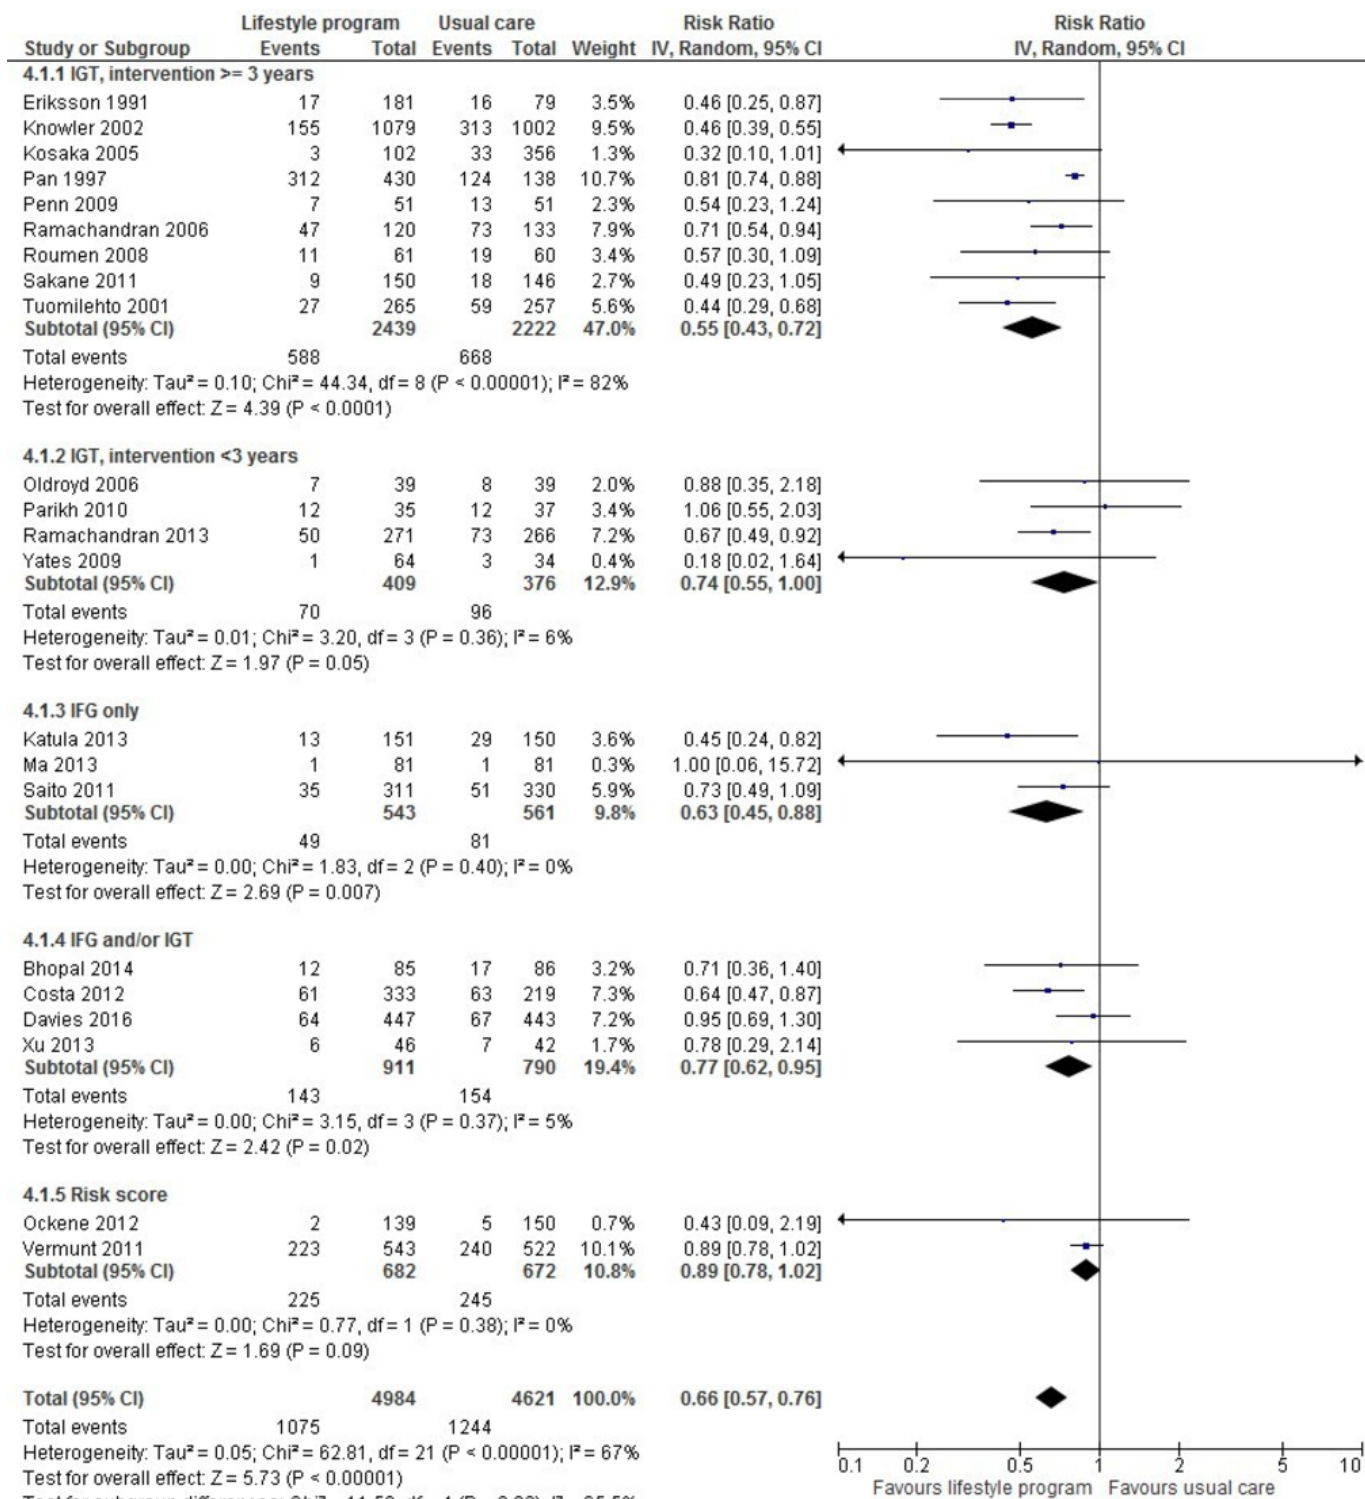 Lifestyle program Usual care Risk Ratio Risk Ratio
Study or Subgroup Events Total Events Total Weight IV, Random, 95% CI IV, Random, 95% CI
4.1.1 IGT, intervention >= 3 years
Eriksson 1991 17 181 16 79 3.5% 0.46 [0.25, 0.87]
Knowler 2002 155 1079 313 1002 9.5% 0.46 [0.39, 0.55]
Kosaka 2005 3 102 33 356 1.3% 0.32 [0.10, 1.01]
Pan 1997 312 430 124 138 10.7% 0.81 [0.74, 0.88]
Penn 2009 7 51 13 51 2.3% 0.54 [0.23, 1.24]
Ramachandran 2006 47 120 73 133 7.9% 0.71 [0.54, 0.94]
Roumen 2008 11 61 19 60 3.4% 0.57 [0.30, 1.09]
Sakane 2011 9 150 18 146 2.7% 0.49 [0.23, 1.05]
Tuomilehto 2001 27 265 59 257 5.6% 0.44 [0.29, 0.68]
Subtotal (95% CI) 2439 2222 47.0% 0.55 [0.43, 0.72]
Total events 588 668
Heterogeneity: Tau² = 0.10; Chi² = 44.34, df = 8 (P < 0.00001); I² = 82%
Test for overall effect: Z = 4.39 (P < 0.0001)
4.1.2 IGT, intervention <3 years
Oldroyd 2006 7 39 8 39 2.0% 0.88 [0.35, 2.18]
Parikh 2010 12 35 12 37 3.4% 1.06 [0.55, 2.03]
Ramachandran 2013 50 271 73 266 7.2% 0.67 [0.49, 0.92]
Yates 2009 1 64 3 34 0.4% 0.18 [0.02, 1.64]
Subtotal (95% CI) 409 376 12.9% 0.74 [0.55, 1.00]
Total events 70 96
Heterogeneity: Tau² = 0.01; Chi² = 3.20, df = 3 (P = 0.36); I² = 6%
Test for overall effect: Z = 1.97 (P = 0.05)
4.1.3 IFG only
Katula 2013 13 151 29 150 3.6% 0.45 [0.24, 0.82]
Ma 2013 1 81 1 81 0.3% 1.00 [0.06, 15.72]
Saito 2011 35 311 51 330 5.9% 0.73 [0.49, 1.09]
Subtotal (95% CI) 543 561 9.8% 0.63 [0.45, 0.88]
Total events 49 81
Heterogeneity: Tau² = 0.00; Chi² = 1.83, df = 2 (P = 0.40); I² = 0%
Test for overall effect: Z = 2.69 (P = 0.007)
4.1.4 IFG and/or IGT
Bhopal 2014 12 85 17 86 3.2% 0.71 [0.36, 1.40]
Costa 2012 61 333 63 219 7.3% 0.64 [0.47, 0.87]
Davies 2016 64 447 67 443 7.2% 0.95 [0.69, 1.30]
Xu 2013 6 46 7 42 1.7% 0.78 [0.29, 2.14]
Subtotal (95% CI) 911 790 19.4% 0.77 [0.62, 0.95]
Total events 143 154
Heterogeneity: Tau² = 0.00; Chi² = 3.15, df = 3 (P = 0.37); I² = 5%
Test for overall effect: Z = 2.42 (P = 0.02)
4.1.5 Risk score
Ockene 2012 2 139 5 150 0.7% 0.43 [0.09, 2.19]
Vermunt 2011 223 543 240 522 10.1% 0.89 [0.78, 1.02]
Subtotal (95% CI) 682 672 10.8% 0.89 [0.78, 1.02]
Total events 225 245
Heterogeneity: Tau² = 0.00; Chi² = 0.77, df = 1 (P = 0.38); I² = 0%
Test for overall effect: Z = 1.69 (P = 0.09)
Total (95% CI) 4984 4621 100.0% 0.66 [0.57, 0.76]
Total events 1075 1244
Heterogeneity: Tau² = 0.05; Chi² = 62.81, df = 21 (P < 0.00001); I² = 67%
Test for overall effect: Z = 5.73 (P < 0.00001)
0.1 0.2 0.5 1 2 5 10
Favours lifestyle program Favours usual care